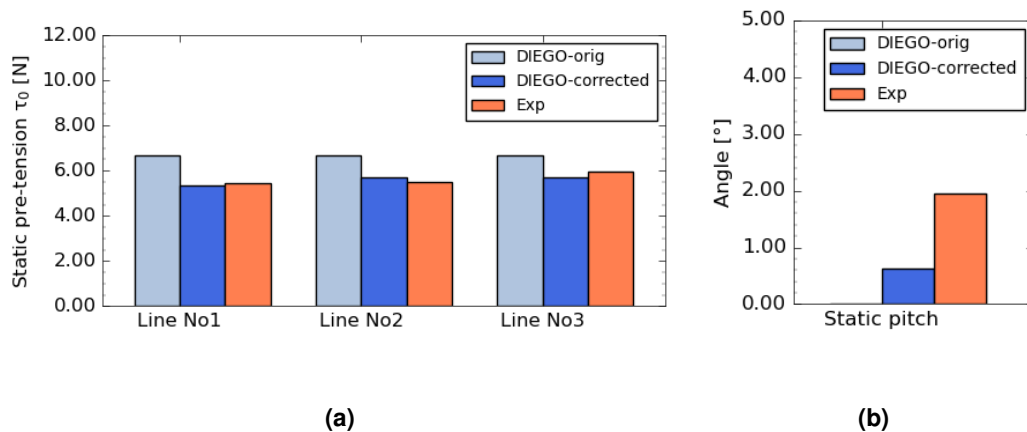 Static pre-tension τ0 [N]
12.00
10.00
8.00
6.00
4.00
2.00
0.00
DIEGO-orig
DIEGO-corrected
Exp
Line No1
Line No2
Line No3
(a)
Angle [°]
5.00
4.00
3.00
2.00
1.00
0.00
DIEGO-orig
DIEGO-corrected
Exp
Static pitch
(b)